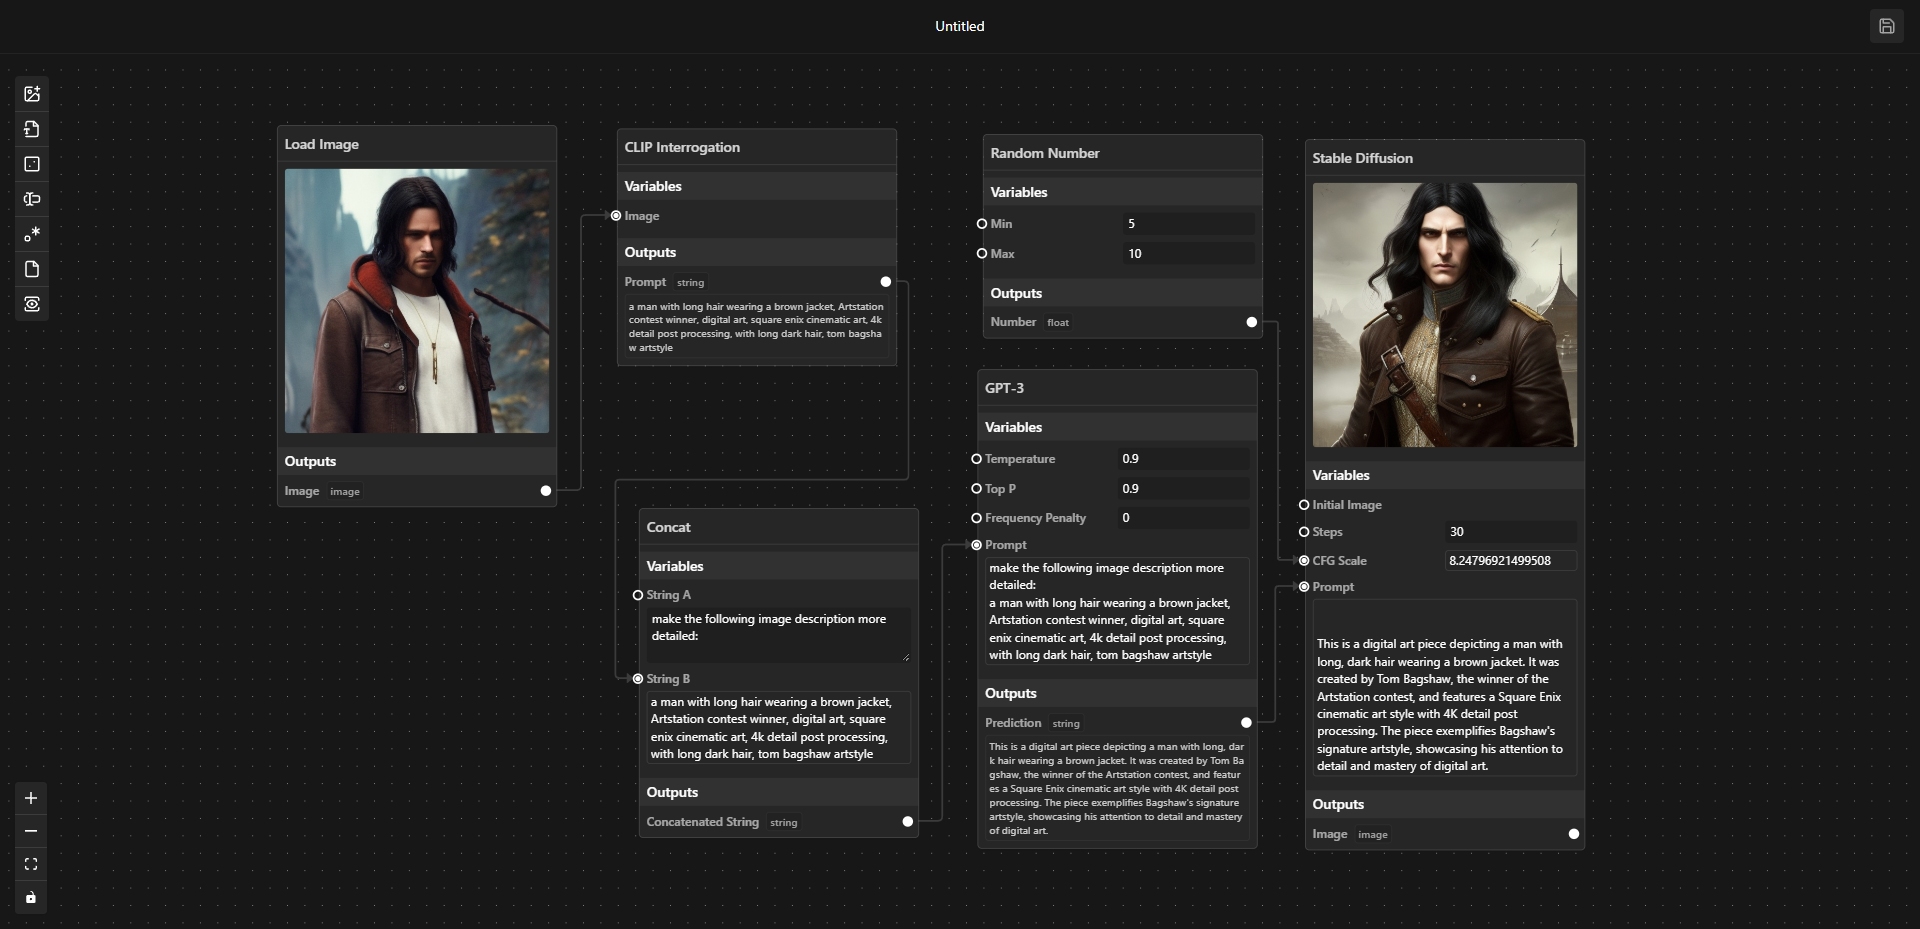 Untitled
Load Image
Outputs
Image image
CLIP Interrogation
Variables
Image
Outputs
Prompt string
a man with long hair wearing a brown jacket, Artstation
contest winner, digital art, square enix cinematic art, 4k
detail post processing, with long dark hair, tom bagsha
w artstyle
Concat
Variables
String A
make the following image description more
detailed:
String B
a man with long hair wearing a brown jacket,
Artstation contest winner, digital art, square
enix cinematic art, 4k detail post processing,
with long dark hair, tom bagshaw artstyle
Outputs
Concatenated String string
Random Number
Variables
Min 5
Max 10
Outputs
Number float
GPT-3
Variables
Temperature 0.9
Top P 0.9
Frequency Penalty 0
Prompt
make the following image description more
detailed:
a man with long hair wearing a brown jacket,
Artstation contest winner, digital art, square
enix cinematic art, 4k detail post processing,
with long dark hair, tom bagshaw artstyle
Outputs
Prediction string
This is a digital art piece depicting a man with long, dar
k hair wearing a brown jacket. It was created by Tom Ba
gshaw, the winner of the Artstation contest, and featur
es a Square Enix cinematic art style with 4K detail post
processing. The piece exemplifies Bagshaw's signature
artstyle, showcasing his attention to detail and mastery
of digital art.
Stable Diffusion
Variables
Initial Image
Steps 30
CFG Scale 8.24796921499508
Prompt
This is a digital art piece depicting a man with
long, dark hair wearing a brown jacket. It was
created by Tom Bagshaw, the winner of the
Artstation contest, and features a Square Enix
cinematic art style with 4K detail post
processing. The piece exemplifies Bagshaw's
signature artstyle, showcasing his attention to
detail and mastery of digital art.
Outputs
Image image